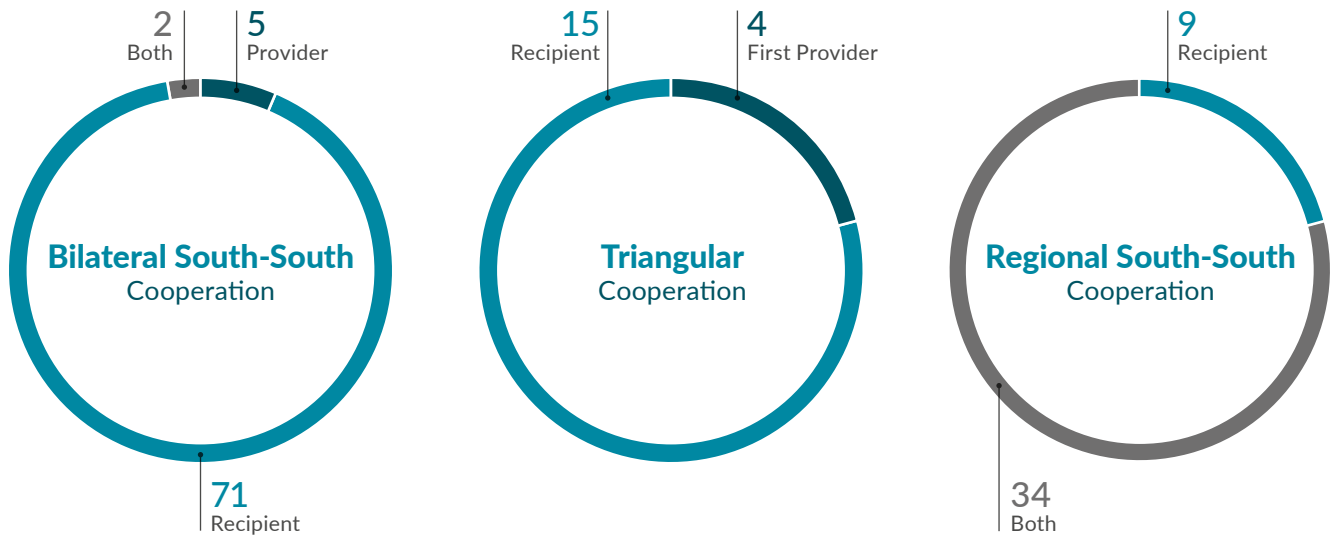 2
Both
5
Provider
Bilateral South-South
Cooperation
71
Recipient
15
Recipient
4
First Provider
Triangular
Cooperation
9
Recipient
Regional South-South
Cooperation
34
Both